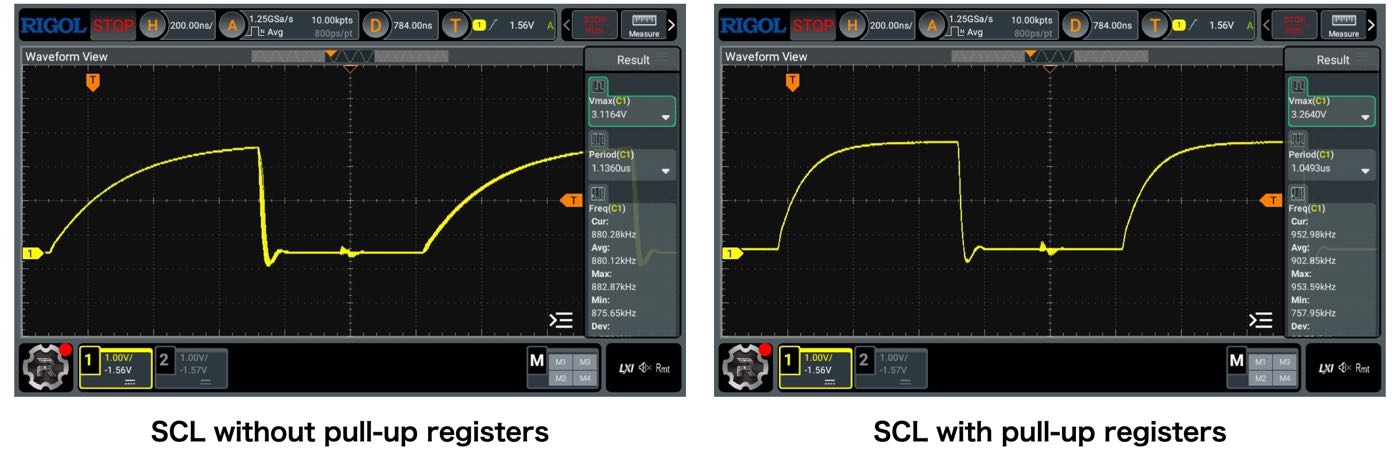 RIGOL STOP H 200.00ns/ A 1.25GSa/s 10.00kpts D 784.00ns T 1 1.56V A STOP RUN Measure
N Avg 800ps/pt
Waveform View Result
T
Vmax(C1)
3.1164V
Period(C1)
1.1360us
T
Freq(C1)
Cur:
880.28kHz
Avg:
1 880.12kHz
Max:
882.87kHz
Min:
875.65kHz
Dev:
1 1.00V/ -1.56V 2 1.00V/ -1.57V M M1 M3 M2 M4 LXI Rmt
SCL without pull-up registers
RIGOL STOP H 200.00ns/ A 1.25GSa/s 10.00kpts D 784.00ns T 1 1.56V A STOP RUN Measure
N Avg 800ps/pt
Waveform View Result
T
Vmax(C1)
3.2640V
Period(C1)
1.0493us
T
Freq(C1)
Cur:
952.98kHz
Avg:
1 902.85kHz
Max:
953.59kHz
Min:
757.95kHz
Dev:
1 1.00V/ -1.56V 2 1.00V/ -1.57V M M1 M3 M2 M4 LXI Rmt
SCL with pull-up registers